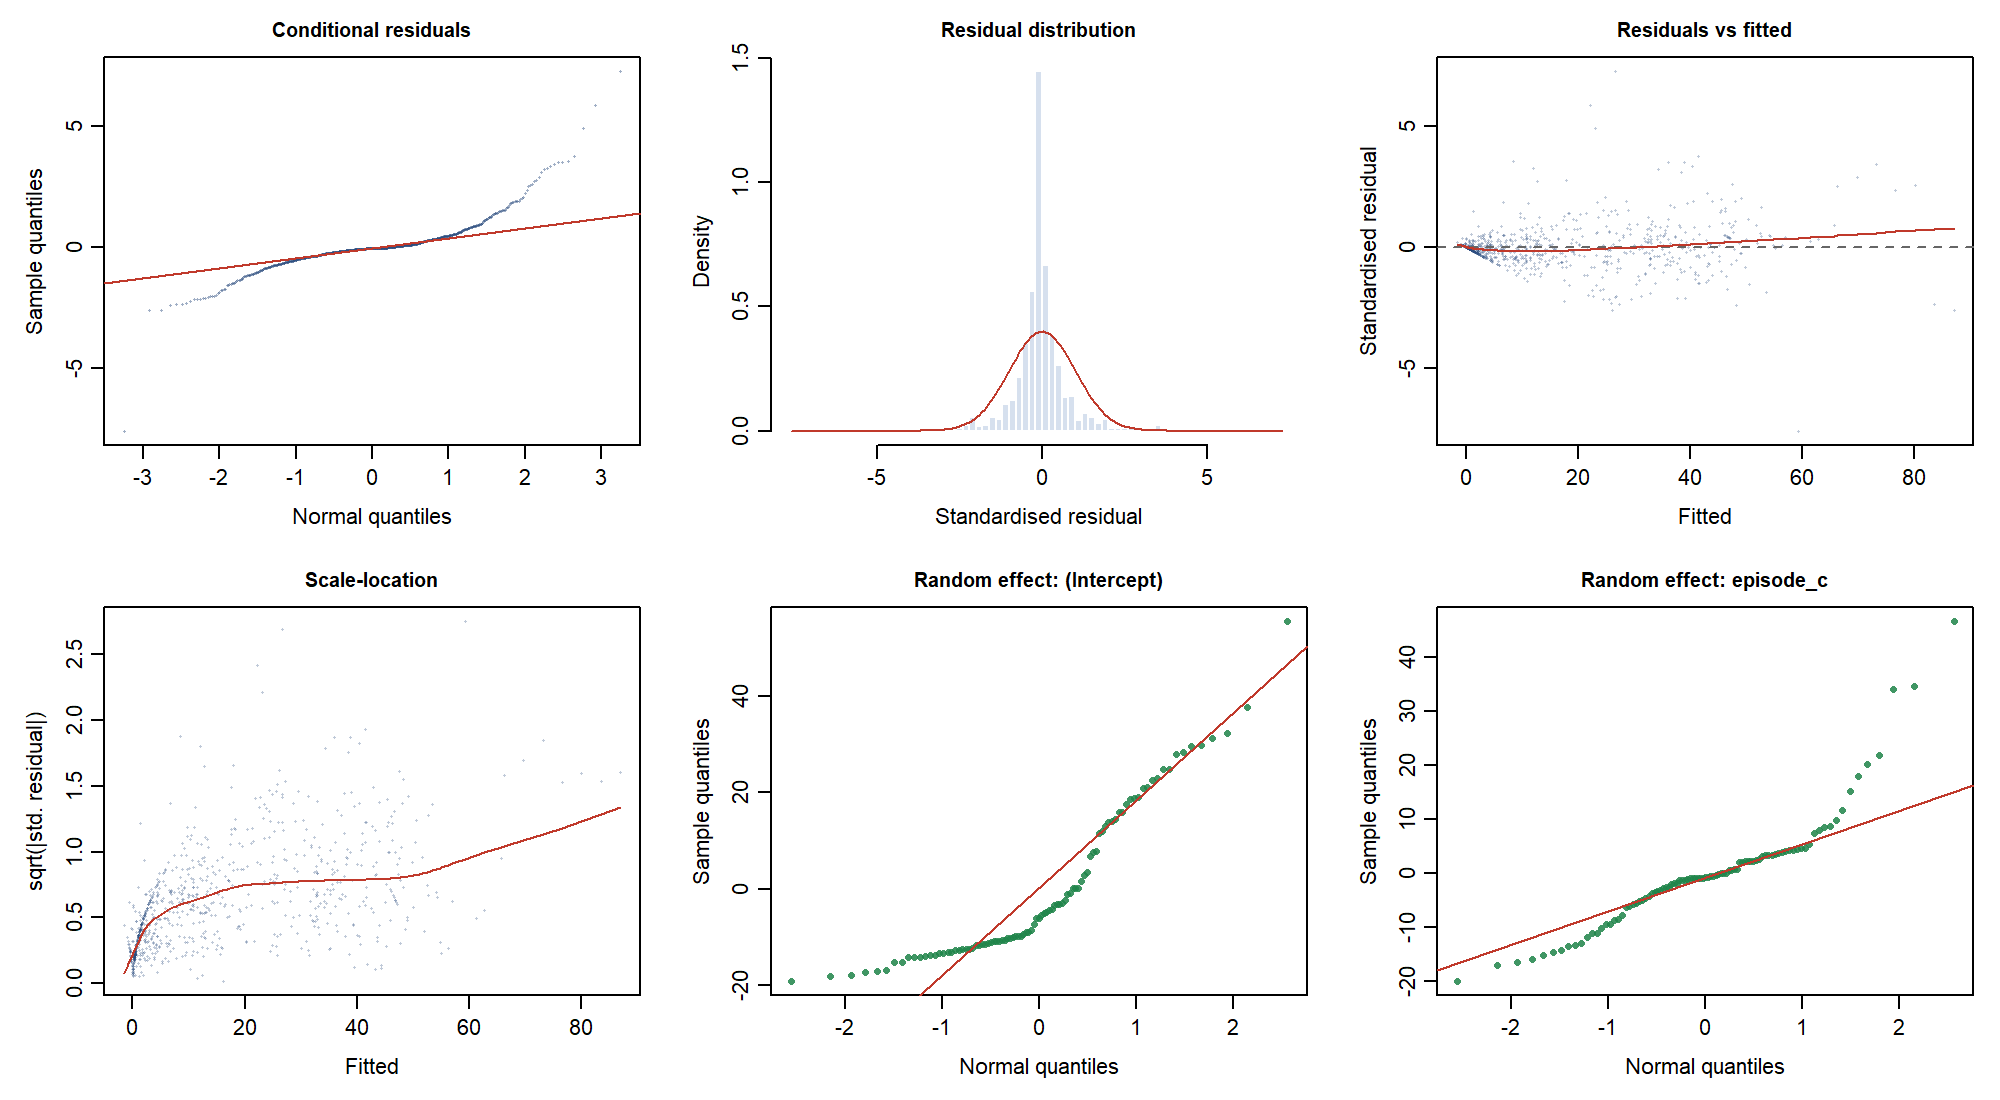 Conditional residuals
Sample quantiles
5
0
-5
-3 -2 -1 0 1 2 3
Normal quantiles
Residual distribution
Density
1.5
1.0
0.5
0.0
-5 0 5
Standardised residual
Residuals vs fitted
Standardised residual
5
0
-5
0 20 40 60 80
Fitted
Scale-location
sqrt(|std. residual|)
2.5
2.0
1.5
1.0
0.5
0.0
0 20 40 60 80
Fitted
Random effect: (Intercept)
Sample quantiles
40
20
0
-20
-2 -1 0 1 2
Normal quantiles
Random effect: episode_c
Sample quantiles
40
30
20
10
0
-10
-20
-2 -1 0 1 2
Normal quantiles